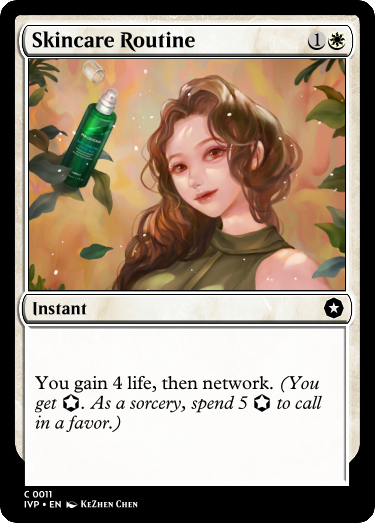 Skincare Routine 1
Instant
You gain 4 life, then network. (You
get . As a sorcery, spend 5 to call
in a favor.)
C 0011
IVP • EN KeZhen Chen